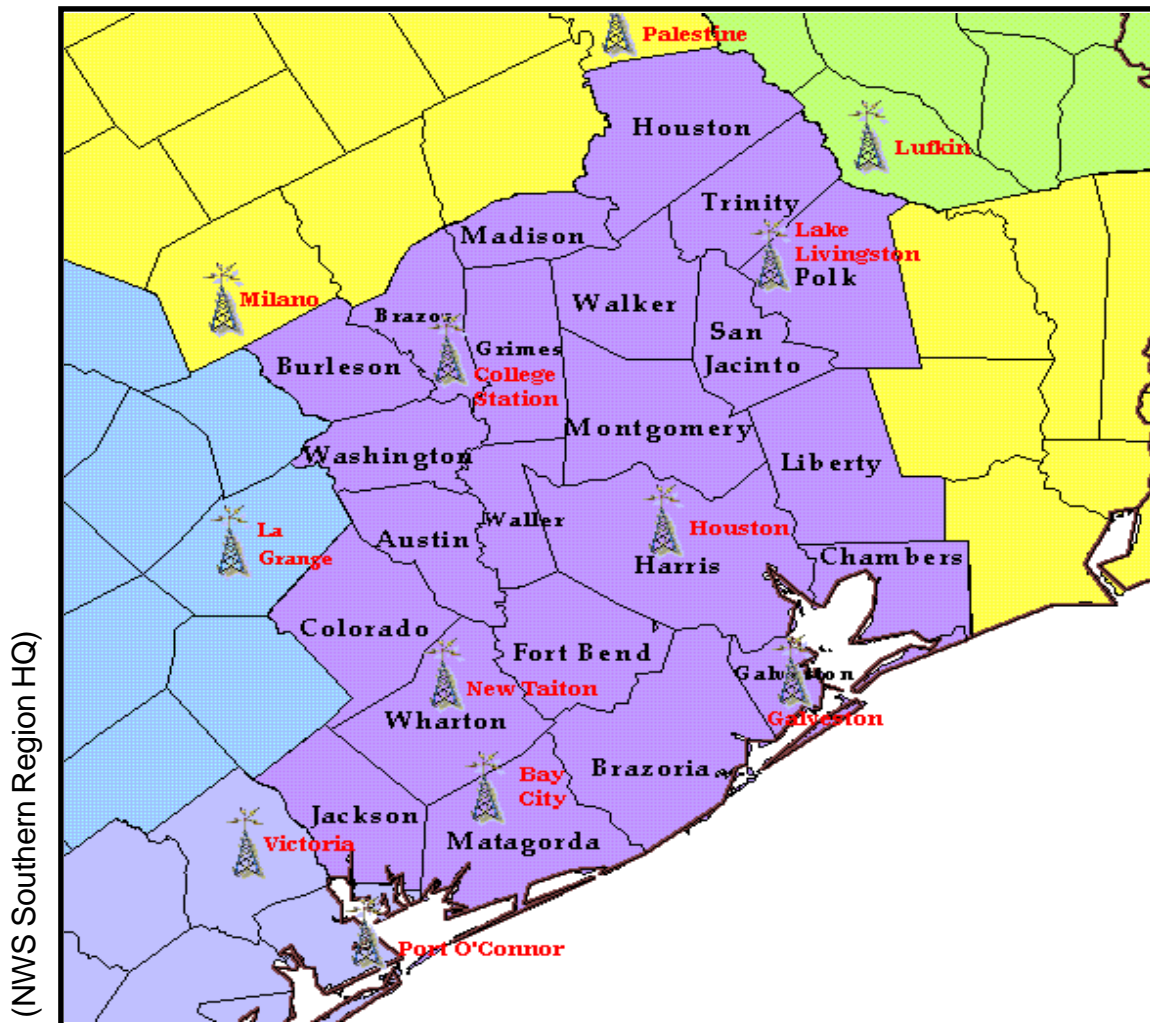 Palestine
Houston
Lufkin
Trinity
Lake
Livingston
Polk
Madison
Milano
Walker
Brazos
San
Jacinto
Grimes
College
Station
Burleson
Montgomery
Washington
Liberty
La
Grange
Waller
Houston
Austin
Harris
Chambers
Colorado
Fort Bend
Galveston
New Taiton
Galveston
Wharton
Bay
City
Brazoria
Jackson
Matagorda
Victoria
Port O'Connor
(NWS Southern Region HQ)